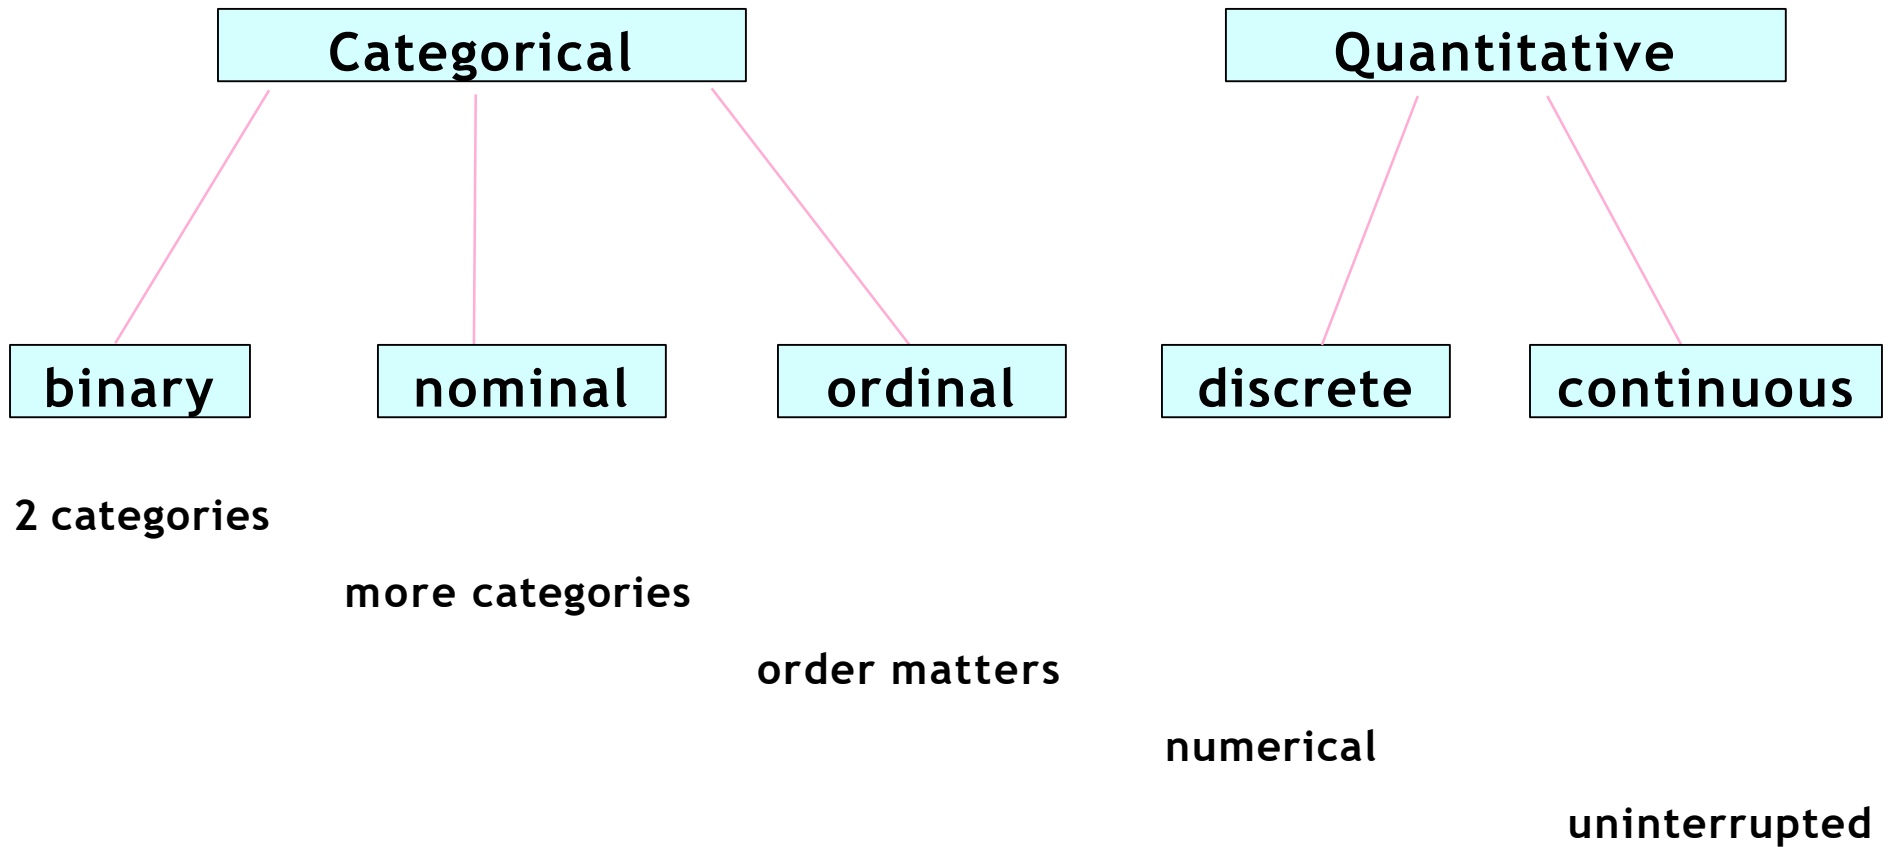 Categorical
Quantitative
binary
nominal
ordinal
discrete
continuous
2 categories
more categories
order matters
numerical
uninterrupted